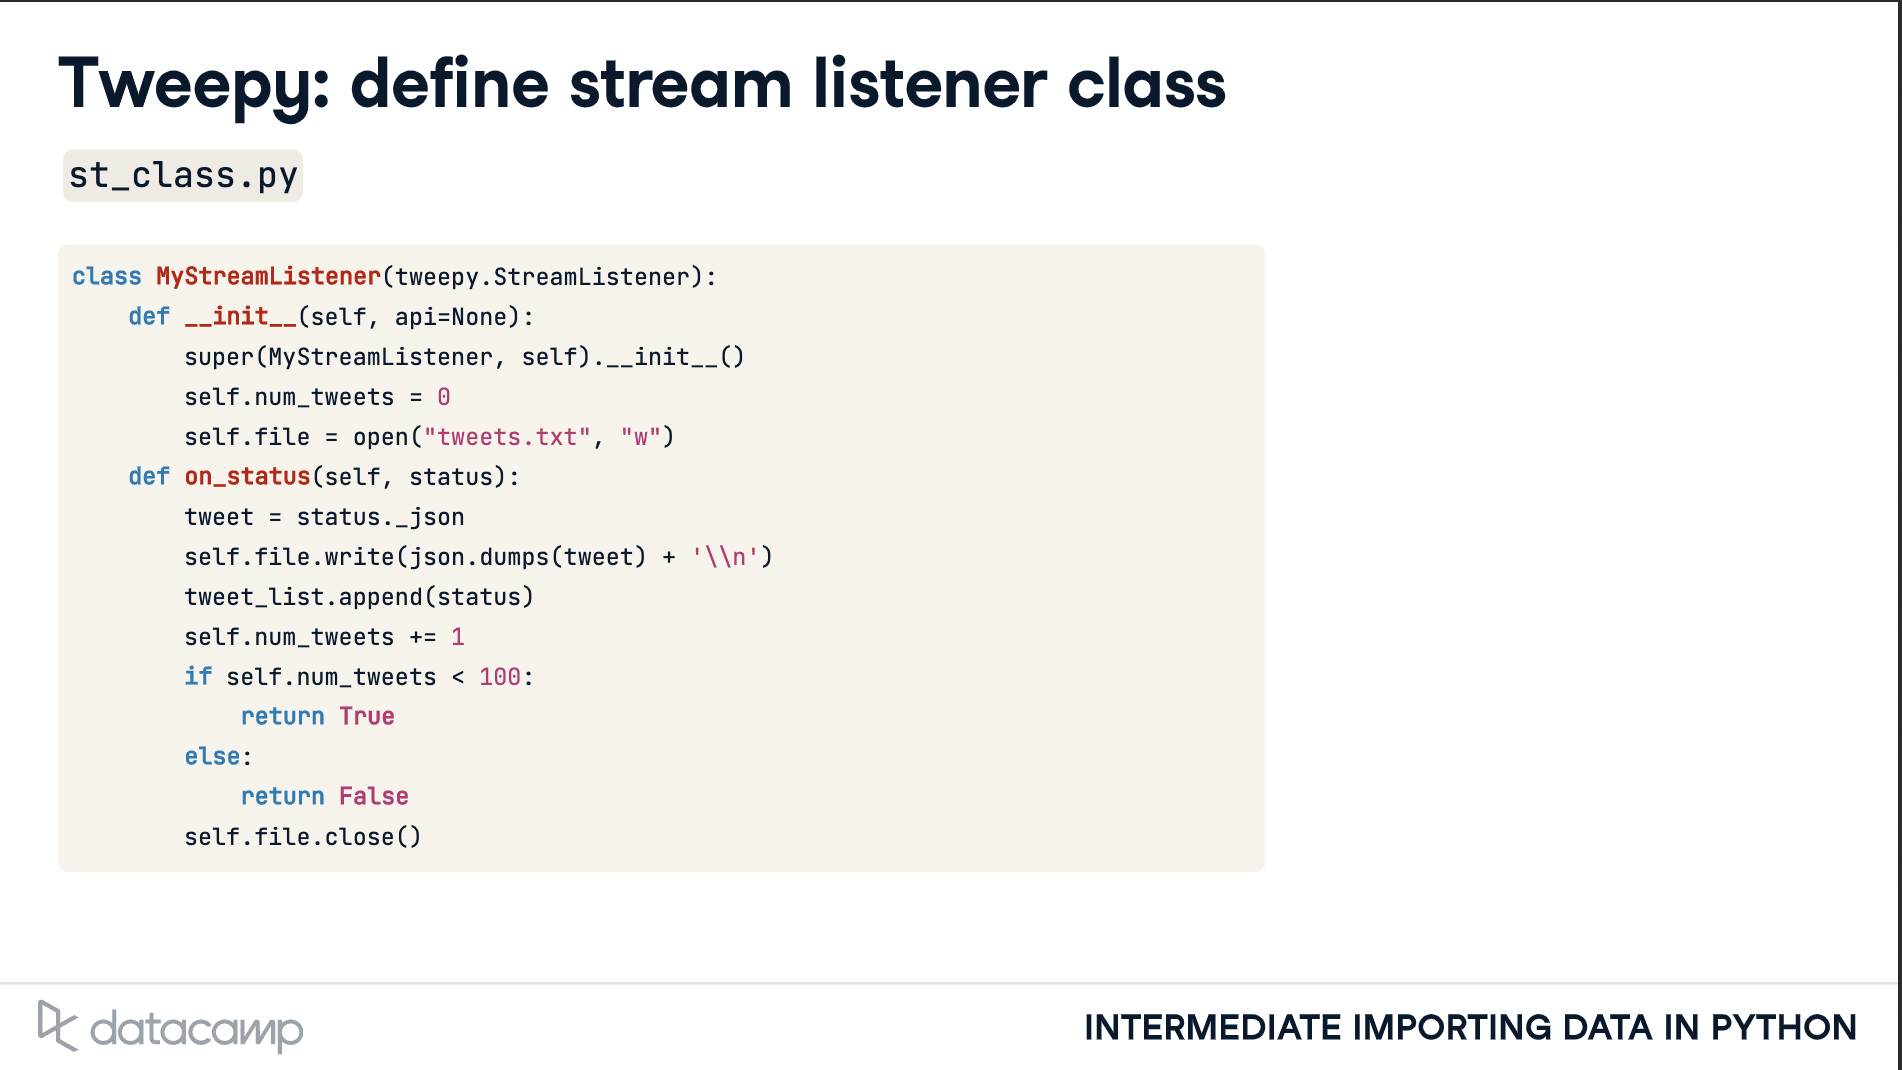 Tweepy: define stream listener class
st_class.py
class MyStreamListener(tweepy.StreamListener):
    def __init__(self, api=None):
        super(MyStreamListener, self).__init__()
        self.num_tweets = 0
        self.file = open("tweets.txt", "w")
    def on_status(self, status):
        tweet = status._json
        self.file.write(json.dumps(tweet) + '\\n')
        tweet_list.append(status)
        self.num_tweets += 1
        if self.num_tweets < 100:
            return True
        else:
            return False
        self.file.close()
datacamp
INTERMEDIATE IMPORTING DATA IN PYTHON